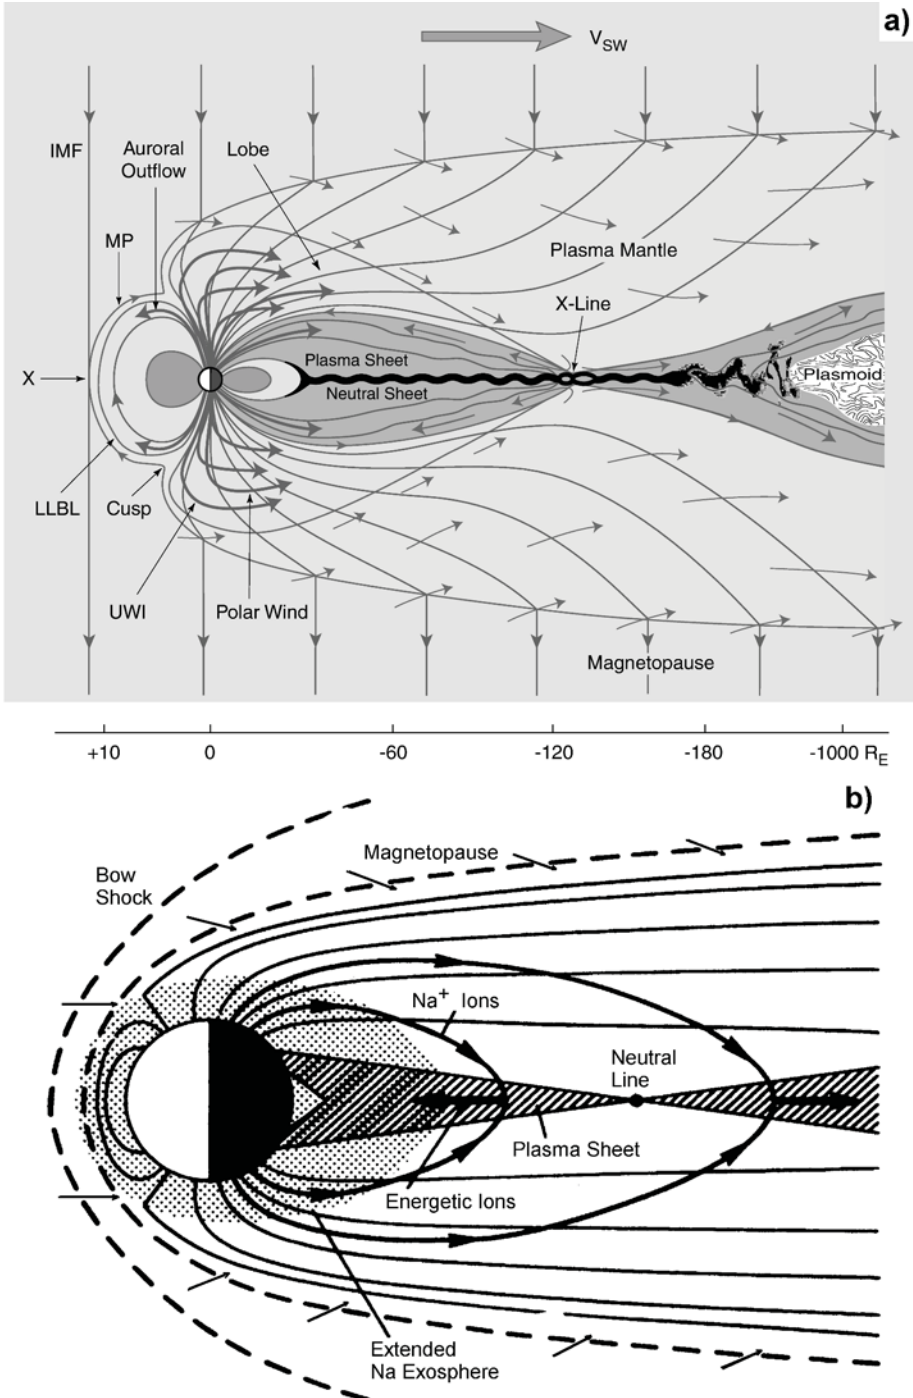 a)
V_SW
IMF
Auroral
Outflow
Lobe
MP
Plasma Mantle
X-Line
Plasma Sheet
Neutral Sheet
Plasmoid
X
LLBL
Cusp
UWI
Polar Wind
Magnetopause
+10 0 -60 -120 -180 -1000 R_E
b)
Magnetopause
Bow
Shock
Na+ Ions
Neutral
Line
Plasma Sheet
Energetic Ions
Extended
Na Exosphere